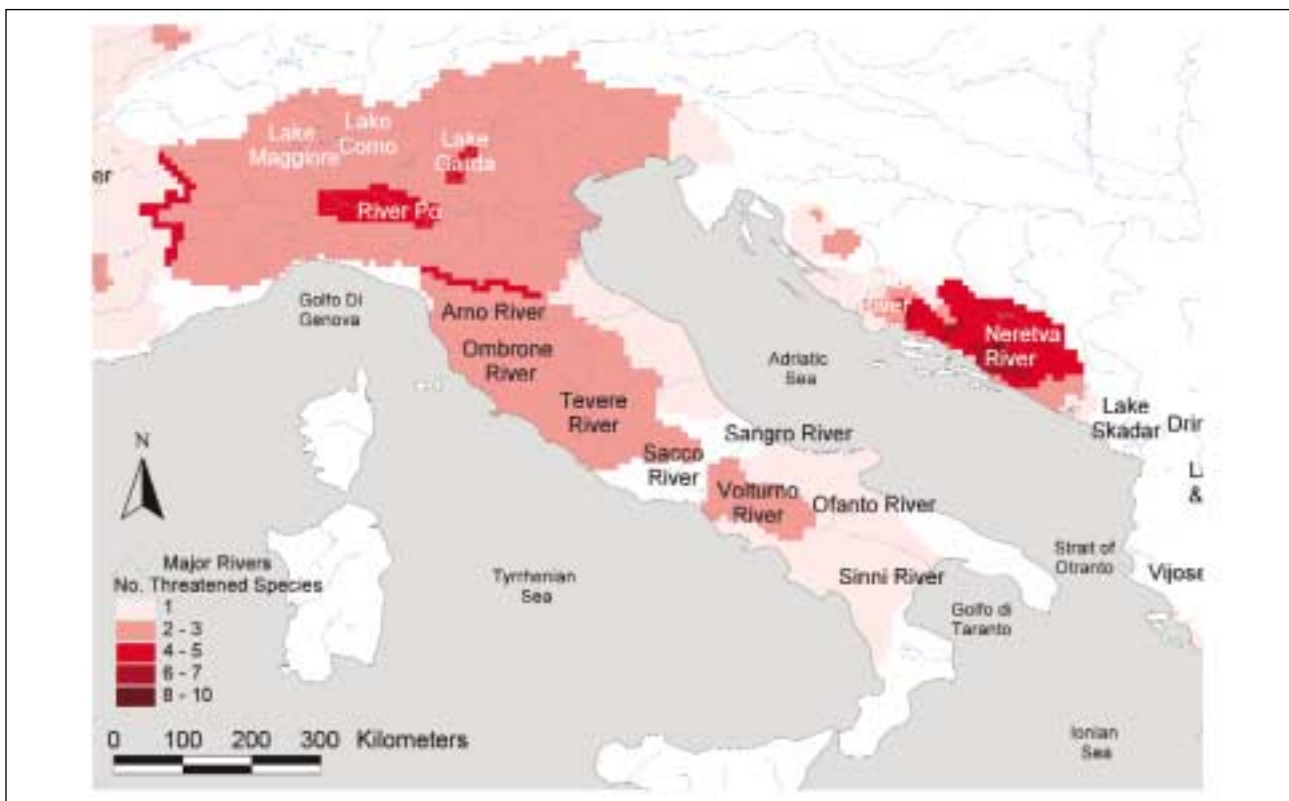 Lake
Maggiore
Lake
Como
Lake
Garda
er
River Po
Golfo Di
Genova
Arno River
Ombrone
River
Adriatic
Sea
Neretva
River
Tevere
River
Lake
Skadar
Sangro River
Sacco
River
N
Volturno
River
Ofanto River
&
Major Rivers
No. Threatened Species
1
2 - 3
4 - 5
6 - 7
8 - 10
Tyrrhenian
Sea
Sinni River
Strait of
Otranto
Vijose
Golfo di
Taranto
0 100 200 300 Kilometers
Ionian
Sea